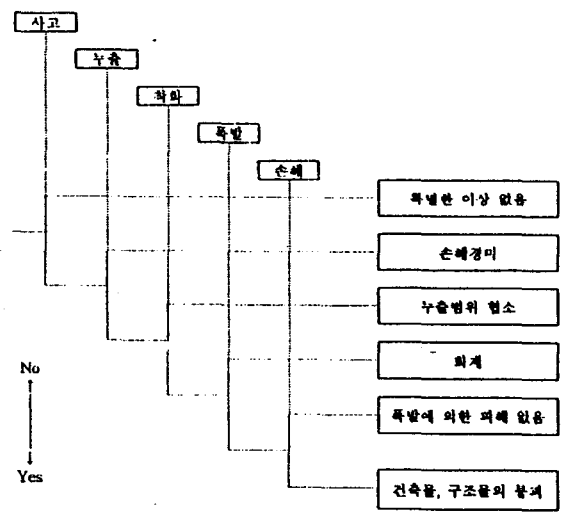 사고
누출
착화
폭발
손해
특별한 이상 없음
손해경미
누출범위 협소
화재
폭발에 의한 피해 없음
건축물, 구조물의 붕괴
No
Yes